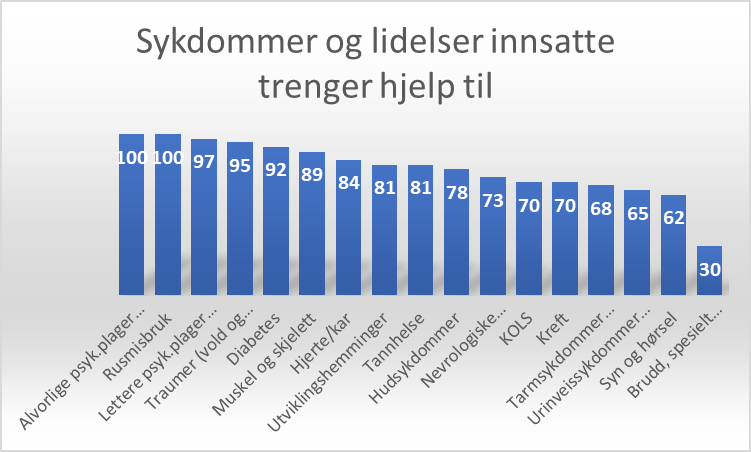 Sykdommer og lidelser innsatte
trenger hjelp til
100
100
97
95
92
89
84
81
81
78
73
70
70
68
65
62
30
Alvorlige psyk.plager...
Rusmisbruk
Lettere psyk.plager...
Traumer (vold og...
Diabetes
Muskel og skjelett
Hjerte/kar
Utviklingshemminger
Tannhelse
Hudsykdommer
Nevrologiske...
KOLS
Kreft
Tarmsykdommer...
Urinveissykdommer...
Syn og hørsel
Brudd, spesielt...